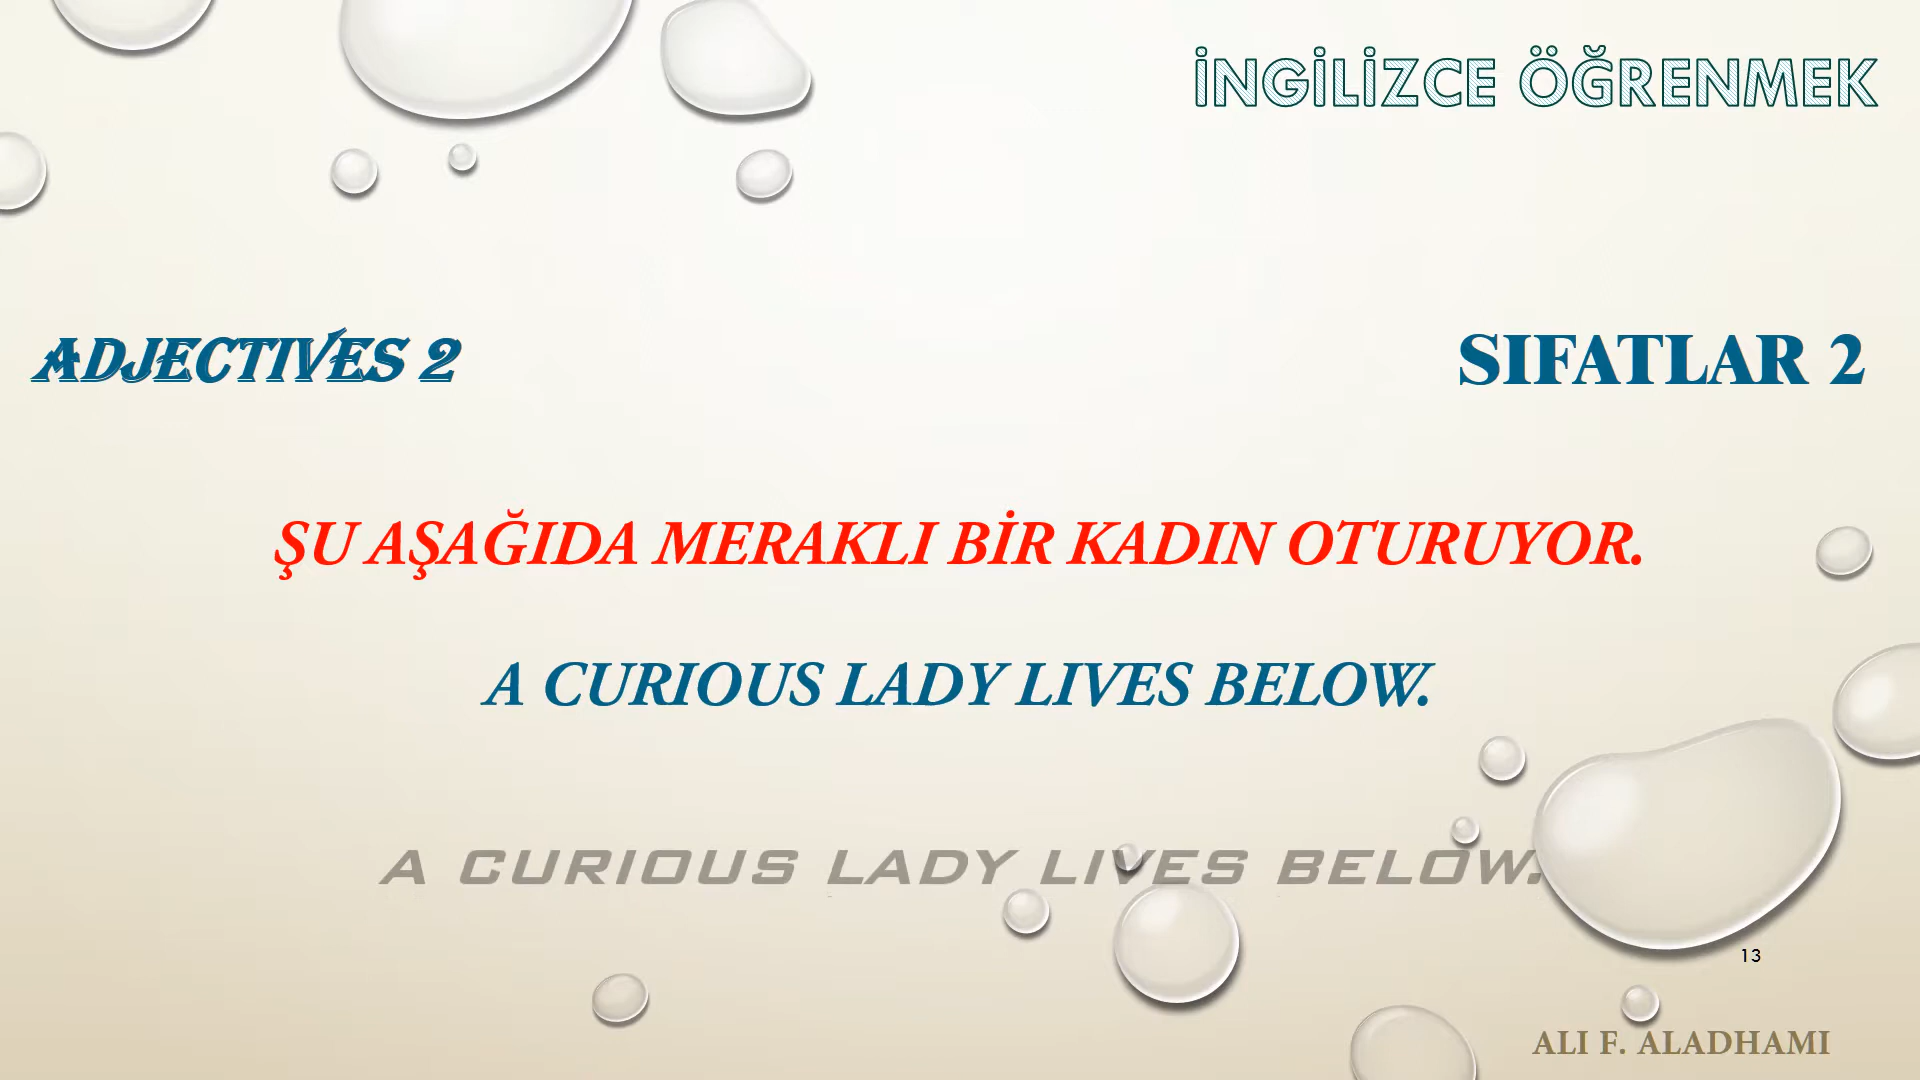 İNGİLİZCE ÖĞRENMEK
ADJECTIVES 2
SIFATLAR 2
ŞU AŞAĞIDA MERAKLI BİR KADIN OTURUYOR.
A CURIOUS LADY LIVES BELOW.
A CURIOUS LADY LIVES BELOW.
13
ALI F. ALADHAMI